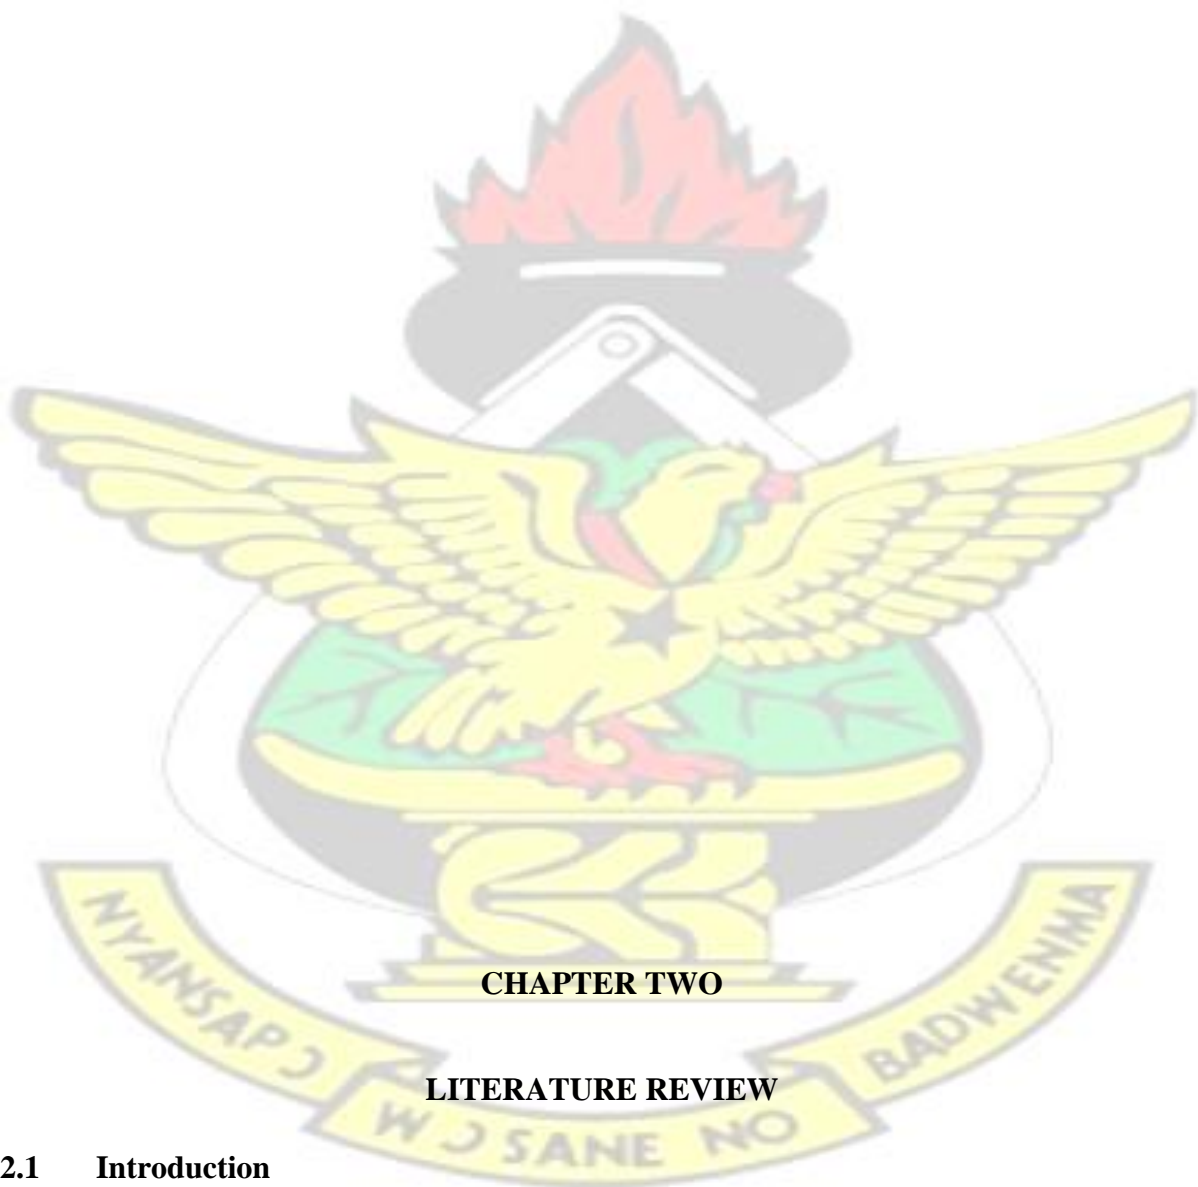 CHAPTER TWO
LITERATURE REVIEW
NYANSAPƆ WƆSANE NO BADWENMA
2.1 Introduction